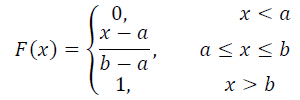 F(x) = { 0, x < a
(x − a)/(b − a), a ≤ x ≤ b
1, x > b